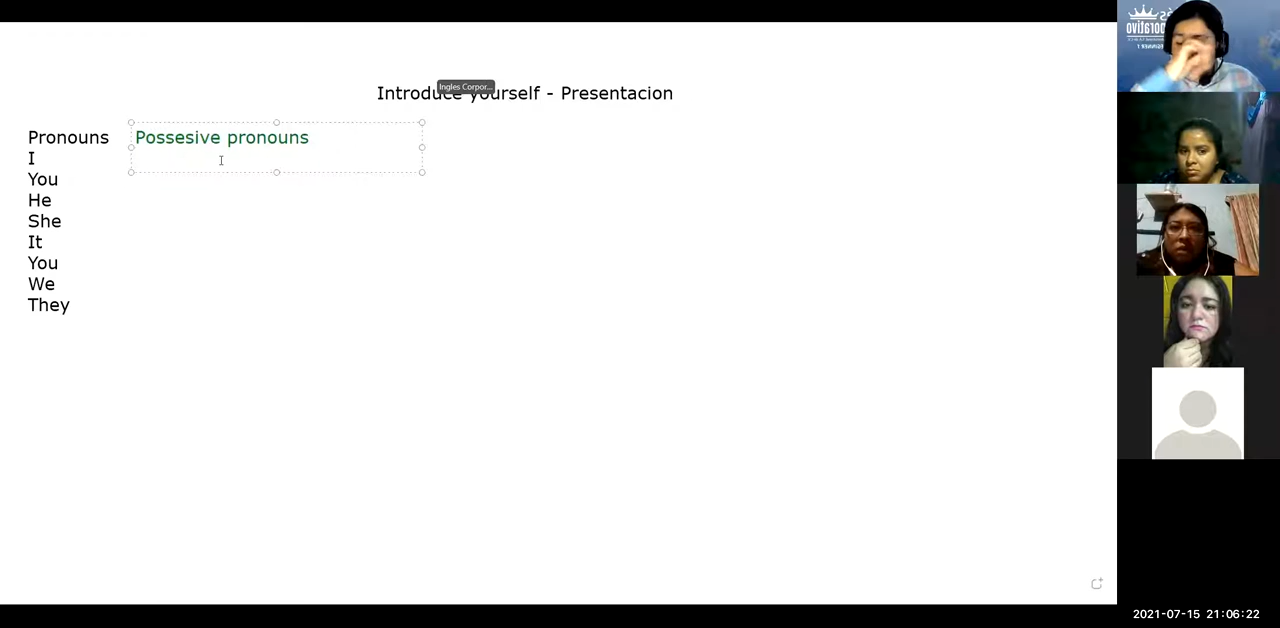 Ingles Corpor...
Introduce yourself - Presentacion
Pronouns
Possesive pronouns
I
You
He
She
It
You
We
They
2021-07-15 21:06:22